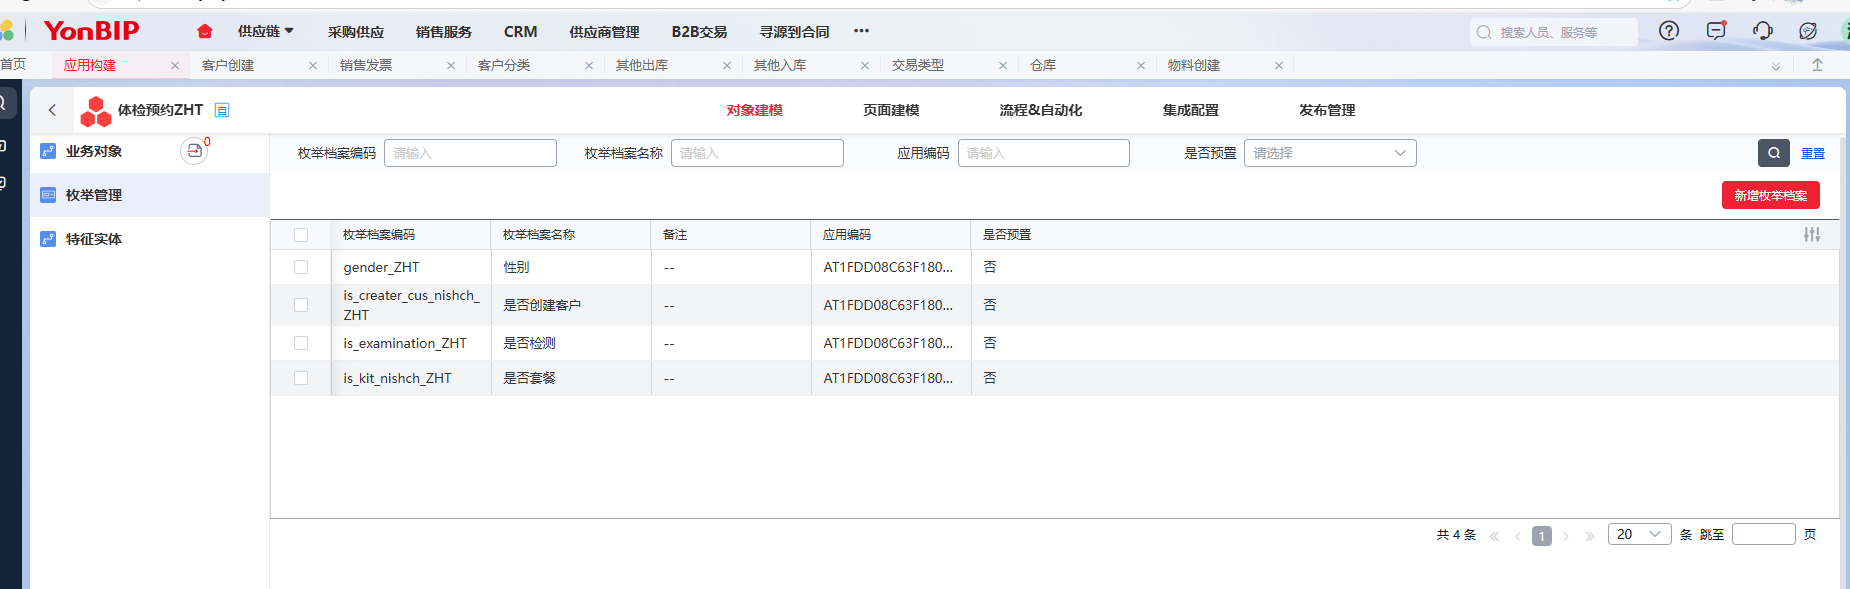 YonBIP 供应链 采购供应 销售服务 CRM 供应商管理 B2B交易 寻源到合同 ••• 搜索人员、服务等
首页 应用构建 客户创建 销售发票 客户分类 其他出库 其他入库 交易类型 仓库 物料创建
体检预约ZHT 对象建模 页面建模 流程&自动化 集成配置 发布管理
业务对象 0
枚举管理
特征实体
枚举档案编码 请输入 枚举档案名称 请输入 应用编码 请输入 是否预置 请选择 重置
新增枚举档案
枚举档案编码 枚举档案名称 备注 应用编码 是否预置
gender_ZHT 性别 -- AT1FDD08C63F180... 否
is_creater_cus_nishch_
ZHT 是否创建客户 -- AT1FDD08C63F180... 否
is_examination_ZHT 是否检测 -- AT1FDD08C63F180... 否
is_kit_nishch_ZHT 是否套餐 -- AT1FDD08C63F180... 否
共 4 条 1 20 条 跳至 页